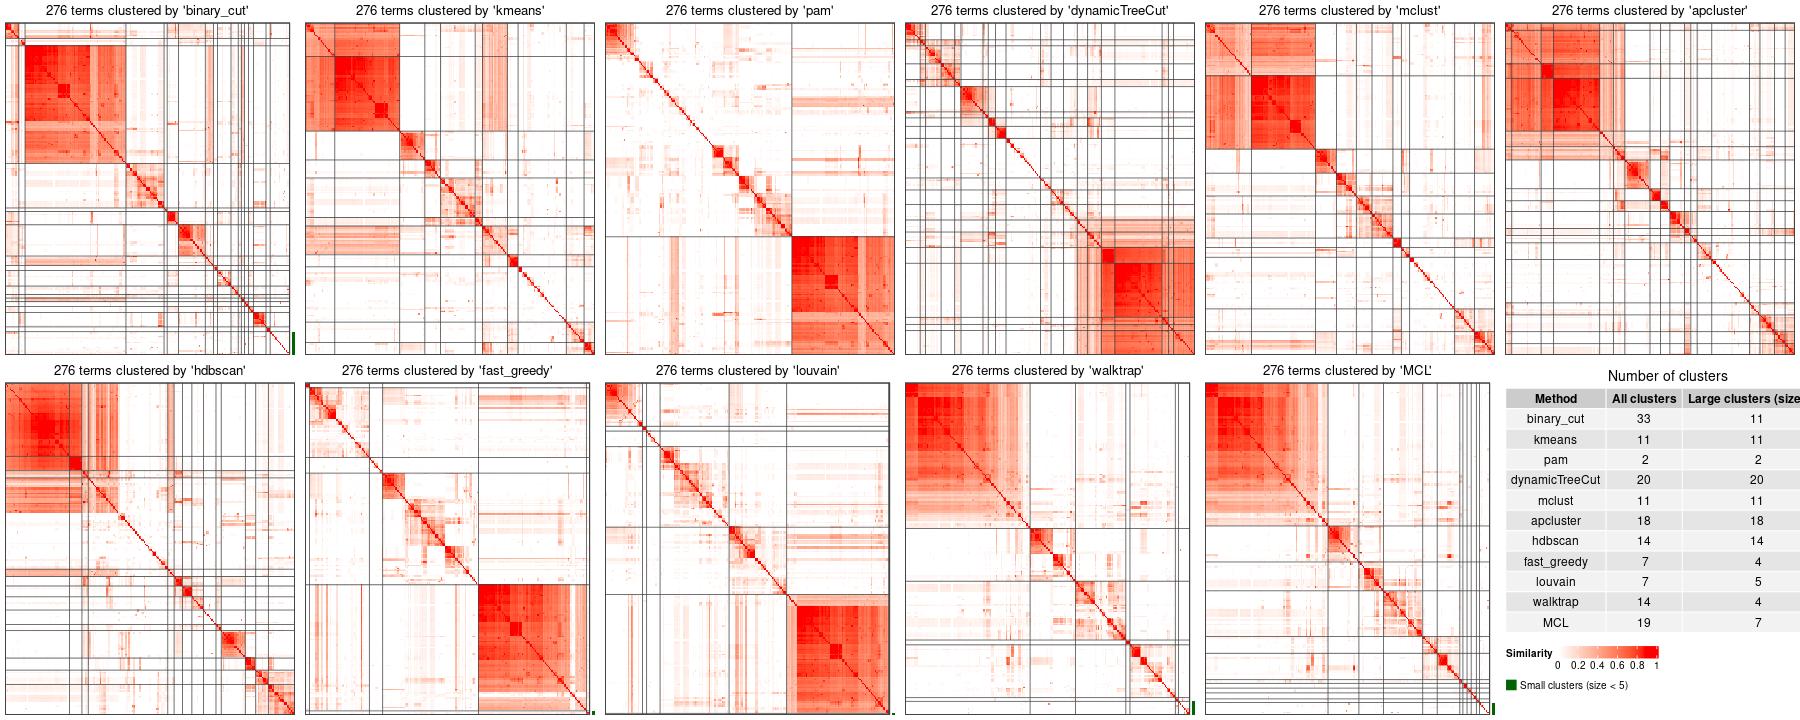 276 terms clustered by 'binary_cut'
276 terms clustered by 'kmeans'
276 terms clustered by 'pam'
276 terms clustered by 'dynamicTreeCut'
276 terms clustered by 'mclust'
276 terms clustered by 'apcluster'
276 terms clustered by 'hdbscan'
276 terms clustered by 'fast_greedy'
276 terms clustered by 'louvain'
276 terms clustered by 'walktrap'
276 terms clustered by 'MCL'
Number of clusters
Method All clusters Large clusters (size
binary_cut 33 11
kmeans 11 11
pam 2 2
dynamicTreeCut 20 20
mclust 11 11
apcluster 18 18
hdbscan 14 14
fast_greedy 7 4
louvain 7 5
walktrap 14 4
MCL 19 7
Similarity
0 0.2 0.4 0.6 0.8 1
Small clusters (size < 5)